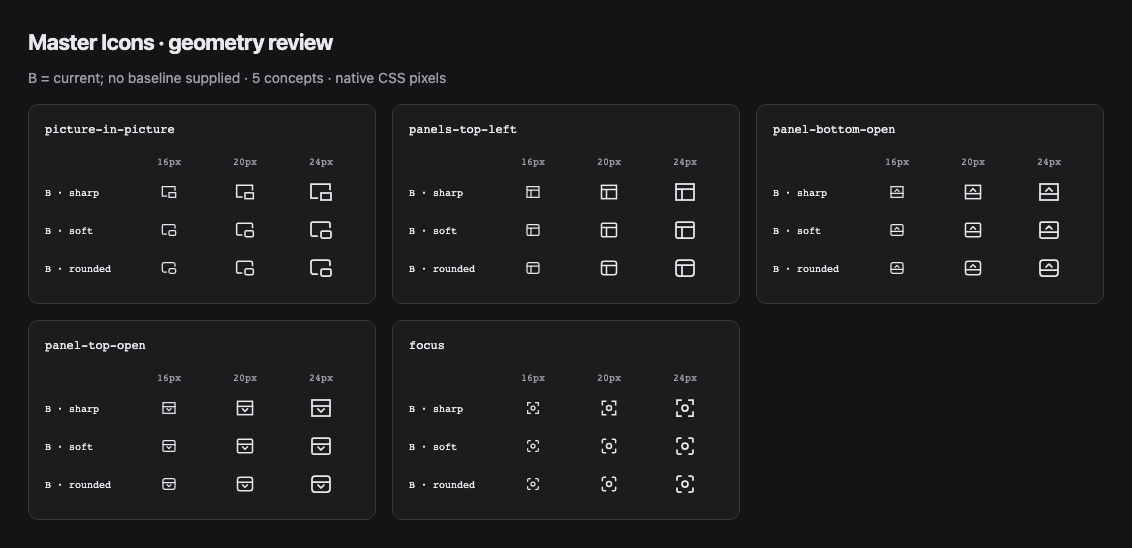 Master Icons · geometry review
B = current; no baseline supplied · 5 concepts · native CSS pixels
picture-in-picture
16px 20px 24px
B · sharp
B · soft
B · rounded
panels-top-left
16px 20px 24px
B · sharp
B · soft
B · rounded
panel-bottom-open
16px 20px 24px
B · sharp
B · soft
B · rounded
panel-top-open
16px 20px 24px
B · sharp
B · soft
B · rounded
focus
16px 20px 24px
B · sharp
B · soft
B · rounded